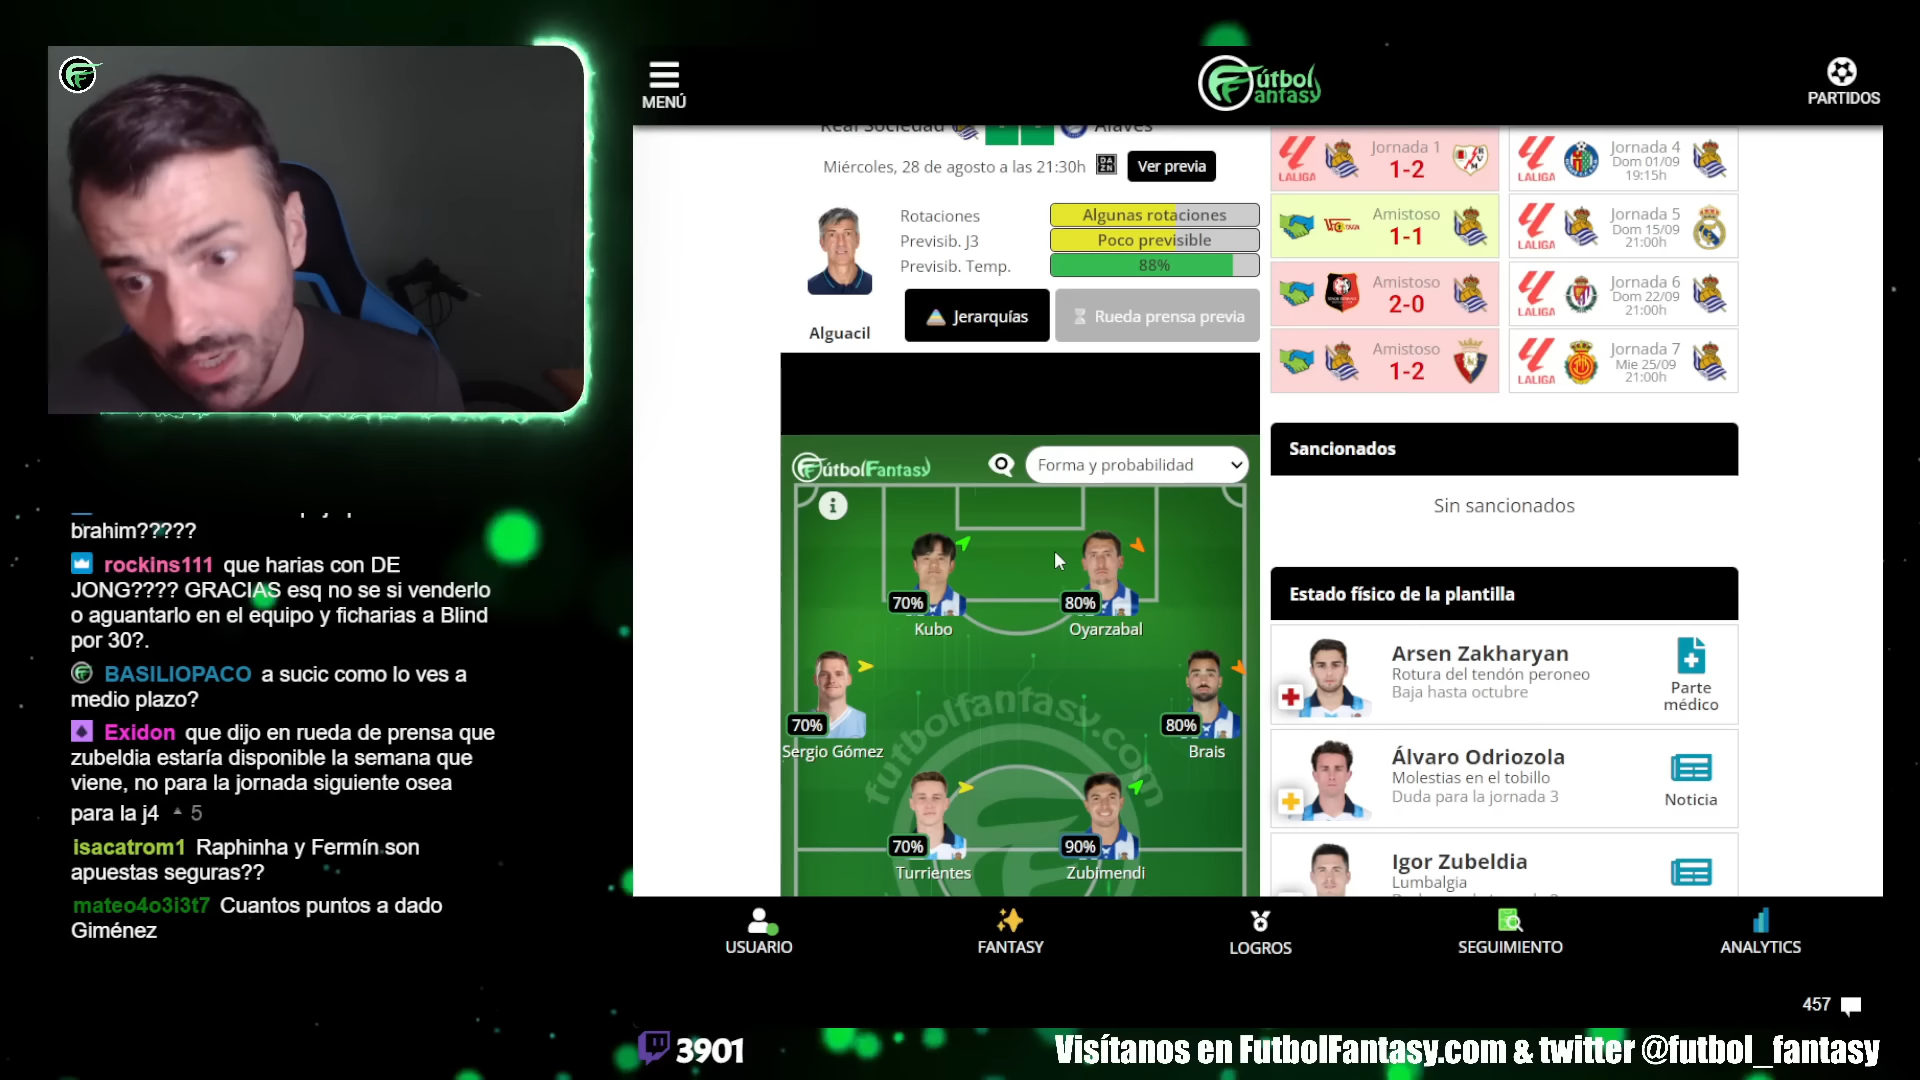 MENÚ
Fútbol Fantasy
PARTIDOS
Real Sociedad
Alavés
Miércoles, 28 de agosto a las 21:30h
DAZN
Ver previa
Rotaciones
Algunas rotaciones
Previsib. J3
Poco previsible
Previsib. Temp.
88%
Alguacil
Jerarquías
Rueda prensa previa
FútbolFantasy
Forma y probabilidad
i
70%
Kubo
80%
Oyarzabal
70%
Sergio Gómez
80%
Brais
futbolfantasy.com
70%
Turrientes
90%
Zubimendi
LALIGA
Jornada 1
1-2
Amistoso
1-1
Amistoso
2-0
Amistoso
1-2
LALIGA
Jornada 4
Dom 01/09
19:15h
LALIGA
Jornada 5
Dom 15/09
21:00h
LALIGA
Jornada 6
Dom 22/09
21:00h
LALIGA
Jornada 7
Mie 25/09
21:00h
Sancionados
Sin sancionados
Estado físico de la plantilla
Arsen Zakharyan
Rotura del tendón peroneo
Baja hasta octubre
Parte
médico
Álvaro Odriozola
Molestias en el tobillo
Duda para la jornada 3
Noticia
Igor Zubeldia
Lumbalgia
USUARIO
FANTASY
LOGROS
SEGUIMIENTO
ANALYTICS
brahim?????
rockins111 que harias con DE
JONG???? GRACIAS esq no se si venderlo
o aguantarlo en el equipo y ficharias a Blind
por 30?.
BASILIOPACO a sucic como lo ves a
medio plazo?
Exidon que dijo en rueda de prensa que
zubeldia estaría disponible la semana que
viene, no para la jornada siguiente osea
para la j4 5
isacatrom1 Raphinha y Fermín son
apuestas seguras??
mateo4o3i3t7 Cuantos puntos a dado
Giménez
457
3901
Visítanos en FutbolFantasy.com & twitter @futbol_fantasy